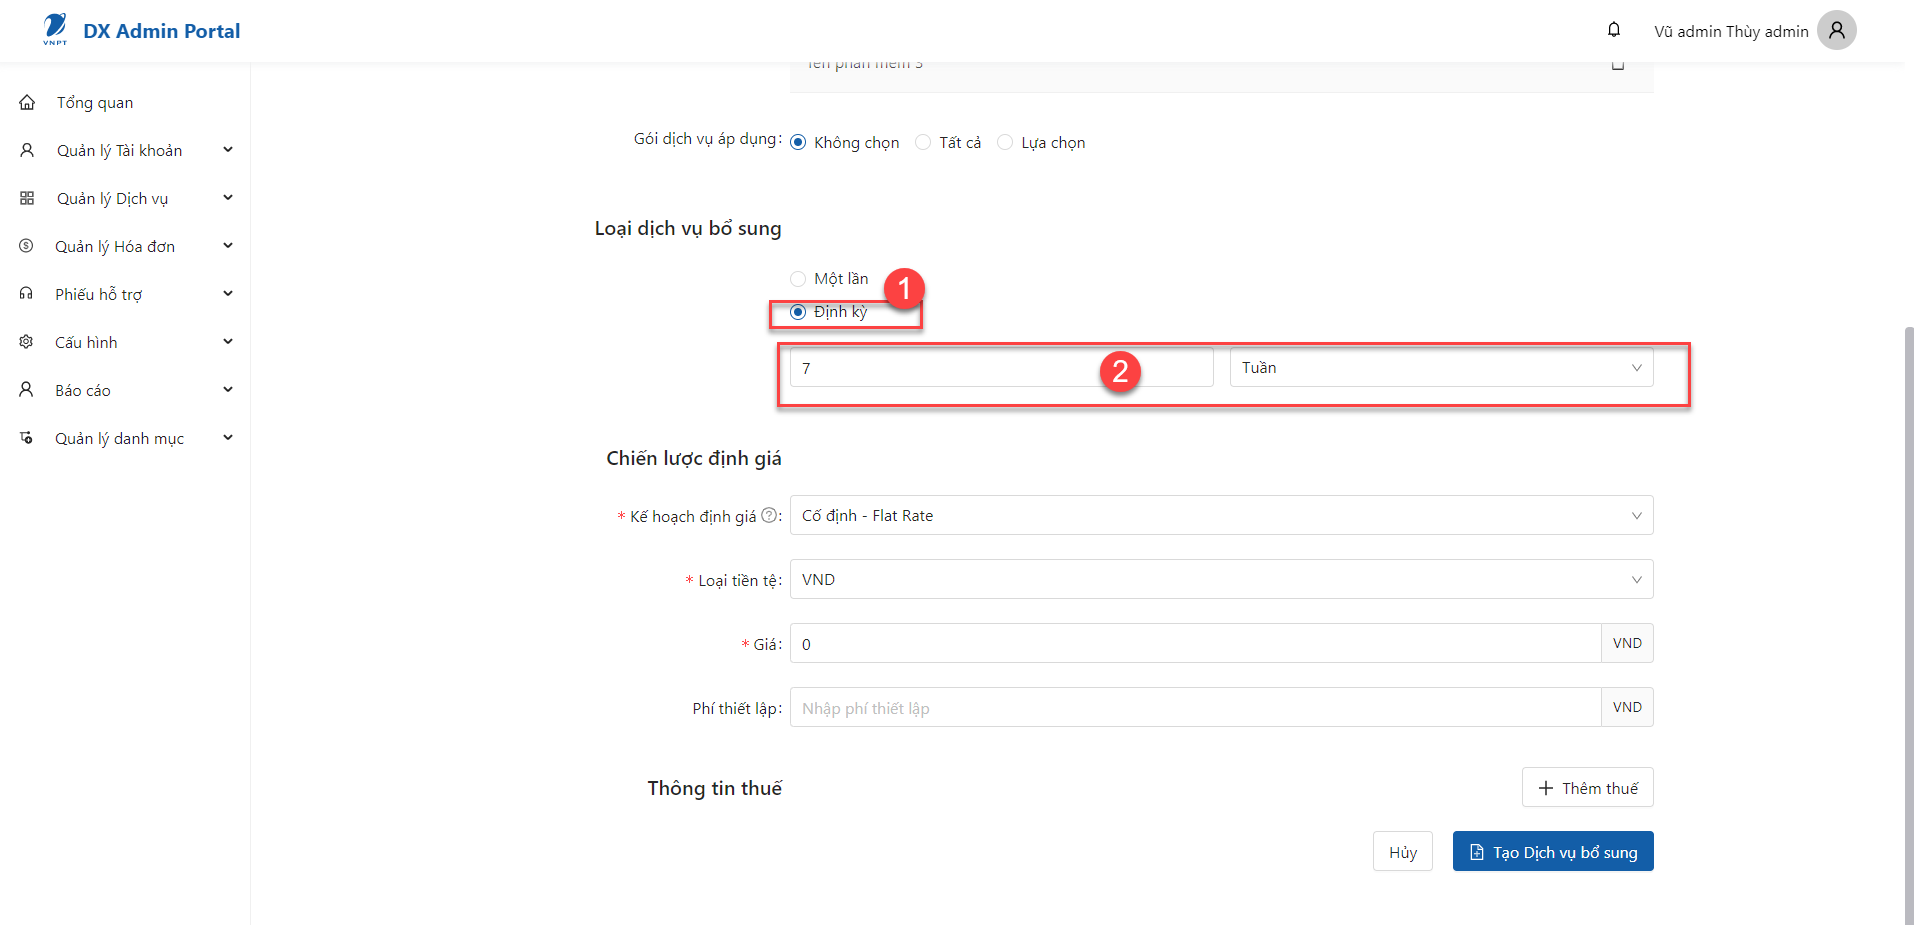 VNPT
DX Admin Portal
Vũ admin Thùy admin
Tổng quan
Quản lý Tài khoản
Quản lý Dịch vụ
Quản lý Hóa đơn
Phiếu hỗ trợ
Cấu hình
Báo cáo
Quản lý danh mục
Tên phần mềm 3
Gói dịch vụ áp dụng:
Không chọn
Tất cả
Lựa chọn
Loại dịch vụ bổ sung
Một lần
1
Định kỳ
7
2
Tuần
Chiến lược định giá
* Kế hoạch định giá ? :
Cố định - Flat Rate
* Loại tiền tệ:
VND
* Giá:
0
VND
Phí thiết lập:
Nhập phí thiết lập
VND
Thông tin thuế
+ Thêm thuế
Hủy
Tạo Dịch vụ bổ sung